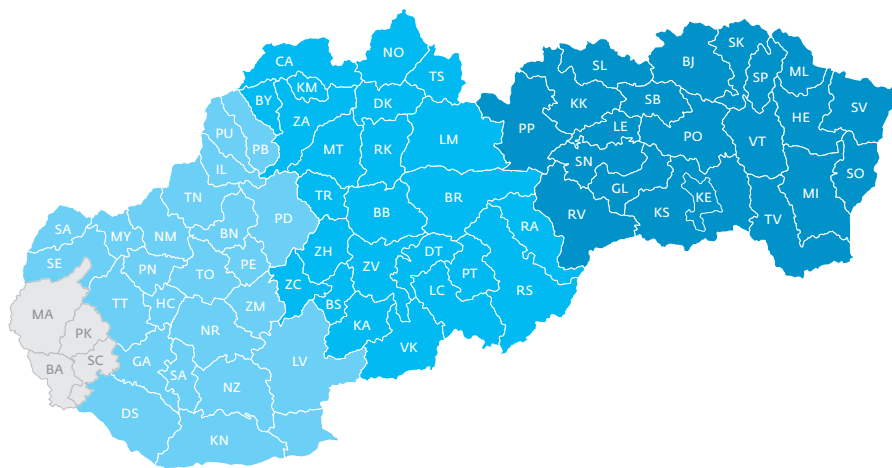 NO
CA
TS
KM
BY
DK
ZA
PU
PB
MT
RK
LM
IL
SK
SL
BJ
SP
ML
KK
SB
SV
PP
LE
PO
HE
VT
SN
SO
GL
KE
MI
RV
KS
TV
TN
TR
BR
PD
BB
SA
MY
NM
BN
RA
ZH
DT
SE
PN
TO
PE
ZV
PT
ZC
LC
RS
TT
HC
ZM
BS
MA
NR
KA
PK
VK
BA
SC
GA
SA
LV
NZ
DS
KN